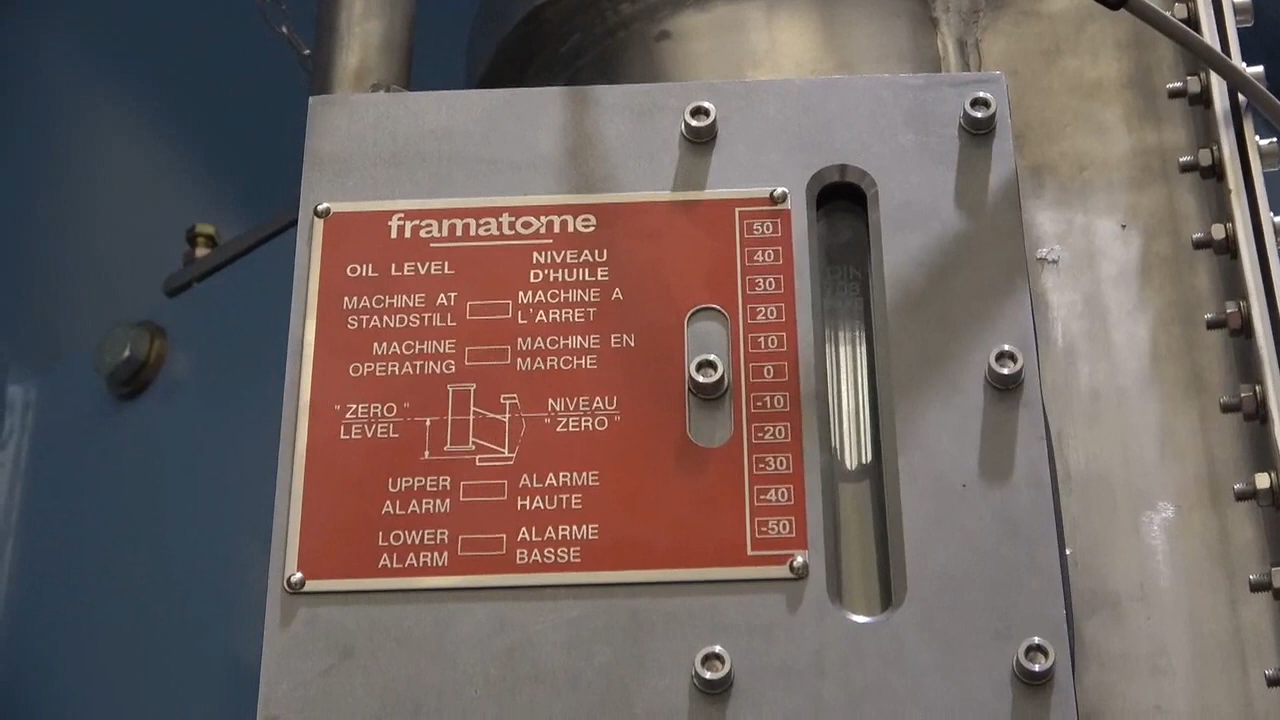 framatome
OIL LEVEL
NIVEAU
D'HUILE
MACHINE AT
STANDSTILL
MACHINE A
L'ARRET
MACHINE
OPERATING
MACHINE EN
MARCHE
"ZERO"
LEVEL
NIVEAU
"ZERO"
UPPER
ALARM
ALARME
HAUTE
LOWER
ALARM
ALARME
BASSE
50
40
30
20
10
0
-10
-20
-30
-40
-50
DIN